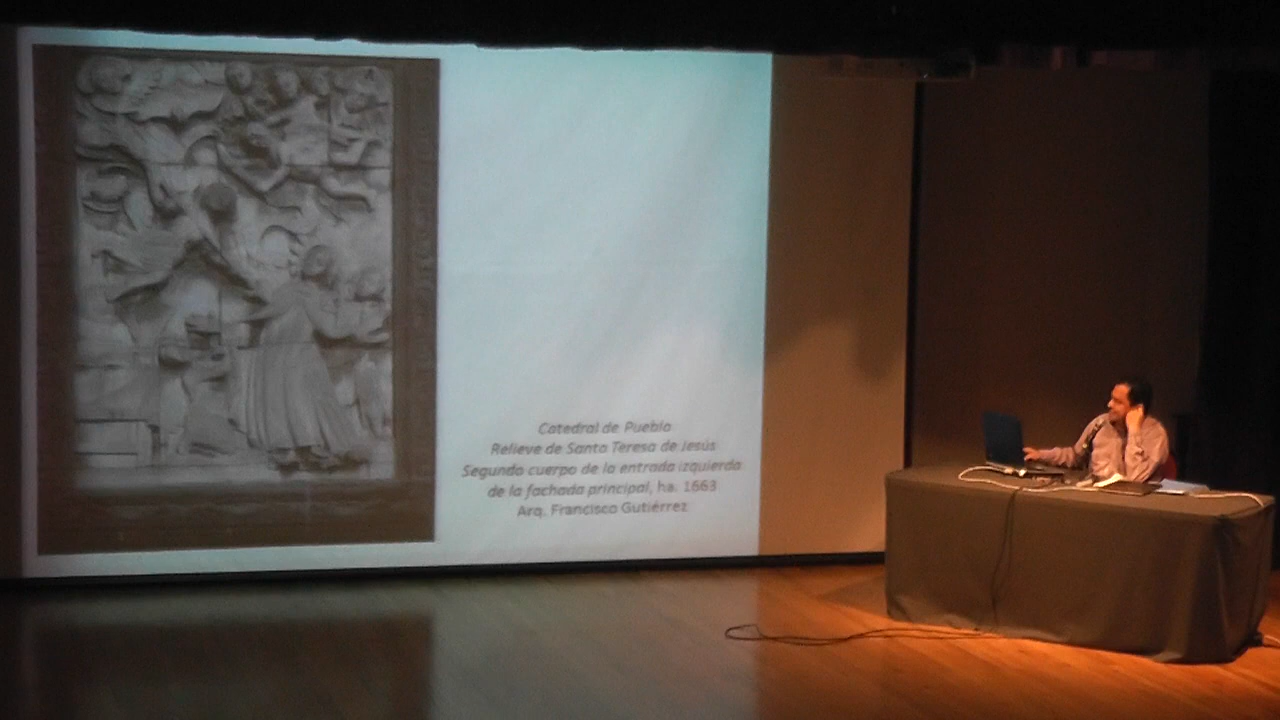 Catedral de Puebla
Relieve de Santa Teresa de Jesús
Segundo cuerpo de la entrada izquierda
de la fachada principal, ha. 1663
Arq. Francisco Gutiérrez